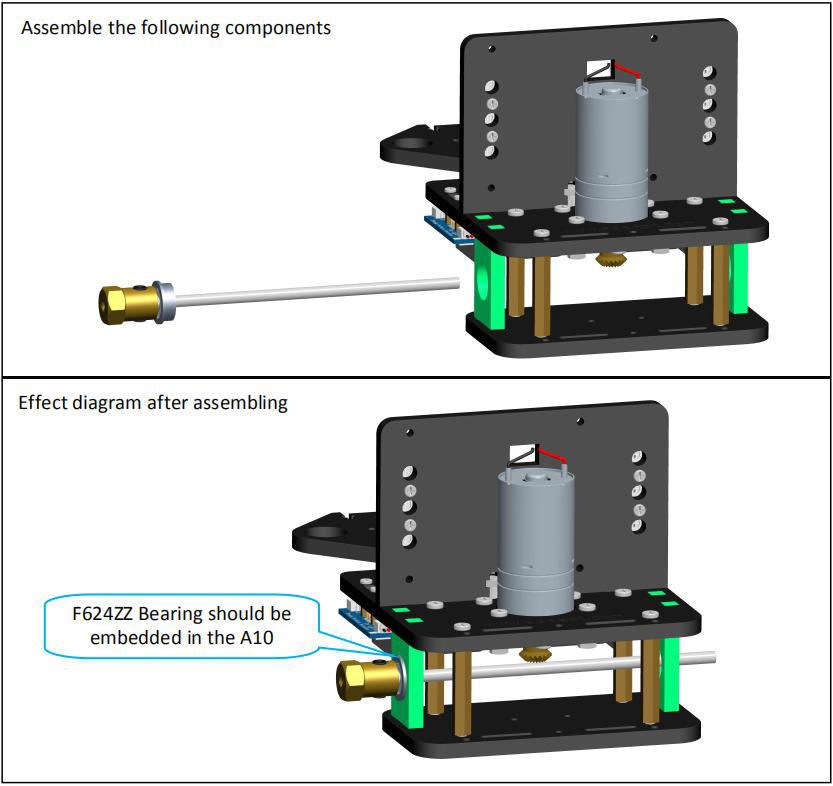 Assemble the following components
Effect diagram after assembling
F624ZZ Bearing should be
embedded in the A10